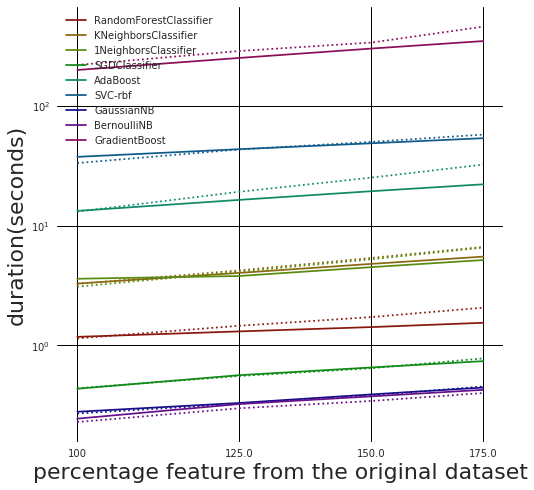 RandomForestClassifier
KNeighborsClassifier
1NeighborsClassifier
SGDClassifier
AdaBoost
SVC-rbf
GaussianNB
BernoulliNB
GradientBoost
10²
10¹
10⁰
duration(seconds)
100 125.0 150.0 175.0
percentage feature from the original dataset